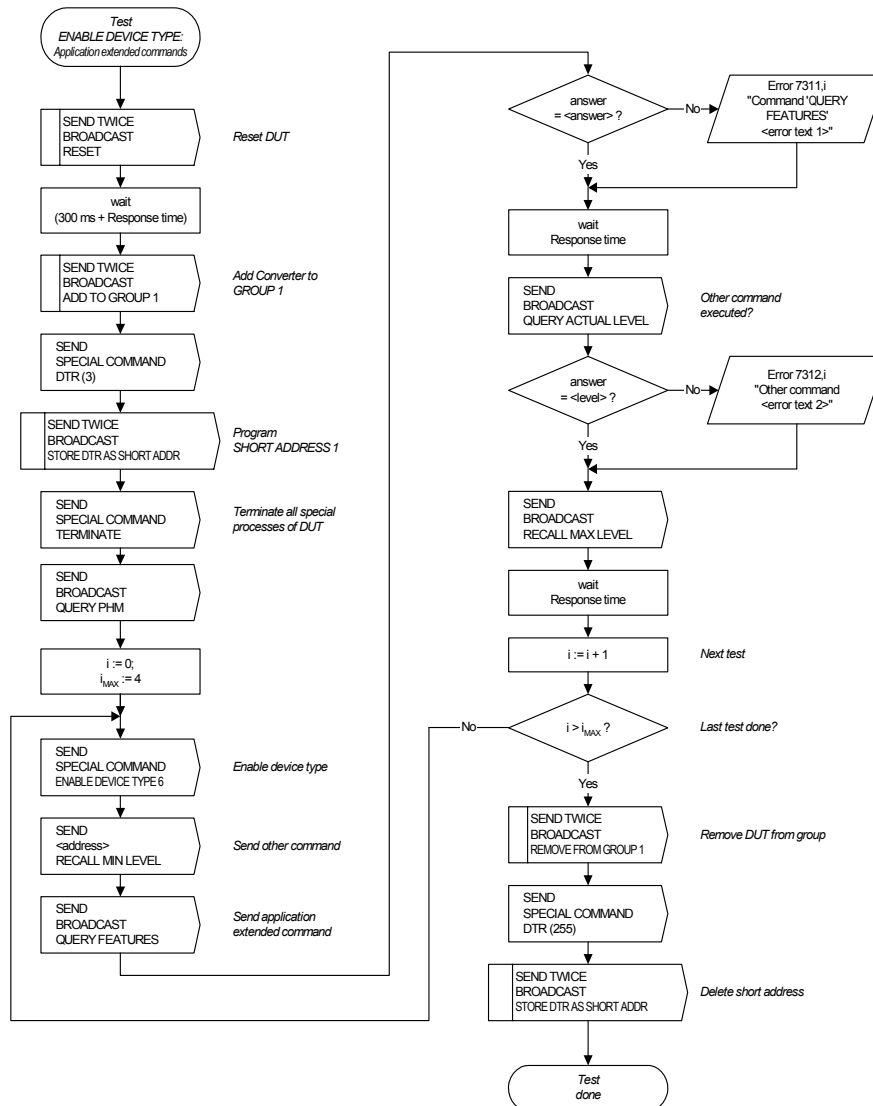 Test
ENABLE DEVICE TYPE:
Application extended commands
SEND TWICE
BROADCAST
RESET
Reset DUT
wait
(300 ms + Response time)
SEND TWICE
BROADCAST
ADD TO GROUP 1
Add Converter to
GROUP 1
SEND
SPECIAL COMMAND
DTR (3)
SEND TWICE
BROADCAST
STORE DTR AS SHORT ADDR
Program
SHORT ADDRESS 1
SEND
SPECIAL COMMAND
TERMINATE
Terminate all special
processes of DUT
SEND
BROADCAST
QUERY PHM
i := 0;
iMAX := 4
SEND
SPECIAL COMMAND
ENABLE DEVICE TYPE 6
Enable device type
SEND
<address>
RECALL MIN LEVEL
Send other command
SEND
BROADCAST
QUERY FEATURES
Send application
extended command
answer
= <answer> ?
No
Error 7311,i
"Command 'QUERY
FEATURES'
<error text 1>"
Yes
wait
Response time
SEND
BROADCAST
QUERY ACTUAL LEVEL
Other command
executed?
answer
= <level> ?
No
Error 7312,i
"Other command
<error text 2>"
Yes
SEND
BROADCAST
RECALL MAX LEVEL
wait
Response time
i := i + 1
Next test
No
i > iMAX ?
Last test done?
Yes
SEND TWICE
BROADCAST
REMOVE FROM GROUP 1
Remove DUT from group
SEND
SPECIAL COMMAND
DTR (255)
SEND TWICE
BROADCAST
STORE DTR AS SHORT ADDR
Delete short address
Test
done